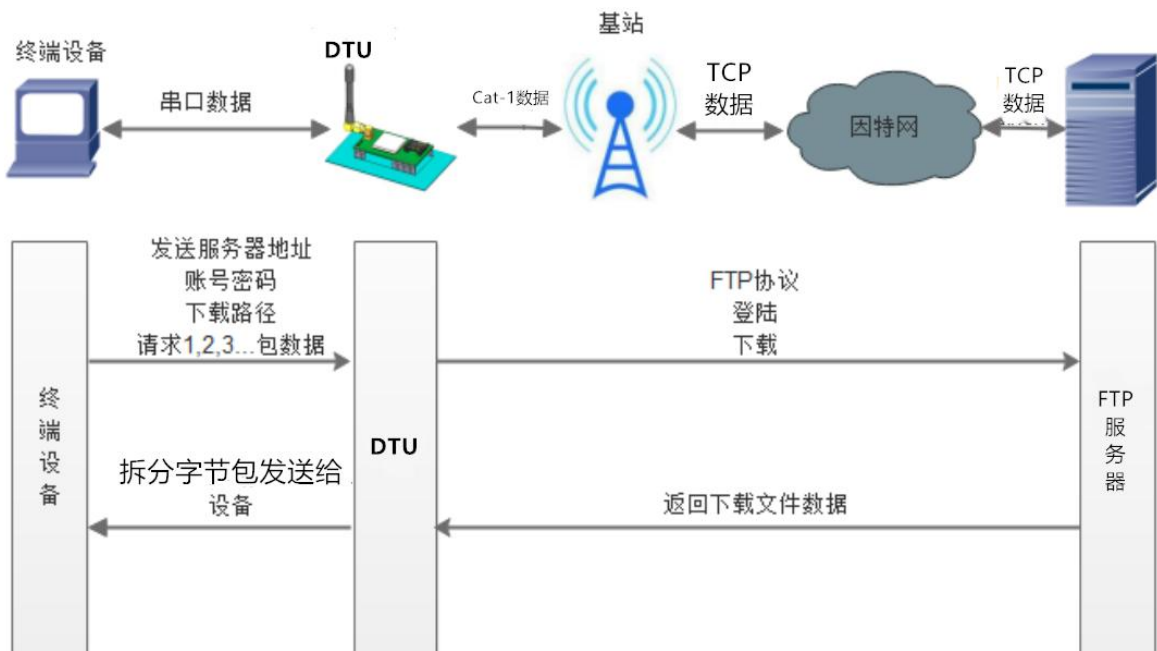 终端设备
DTU
基站
串口数据
Cat-1数据
TCP
数据
因特网
TCP
数据
发送服务器地址
账号密码
下载路径
请求1,2,3...包数据
FTP协议
登陆
下载
终
端
设
备
DTU
FTP
服
务
器
拆分字节包发送给
设备
返回下载文件数据